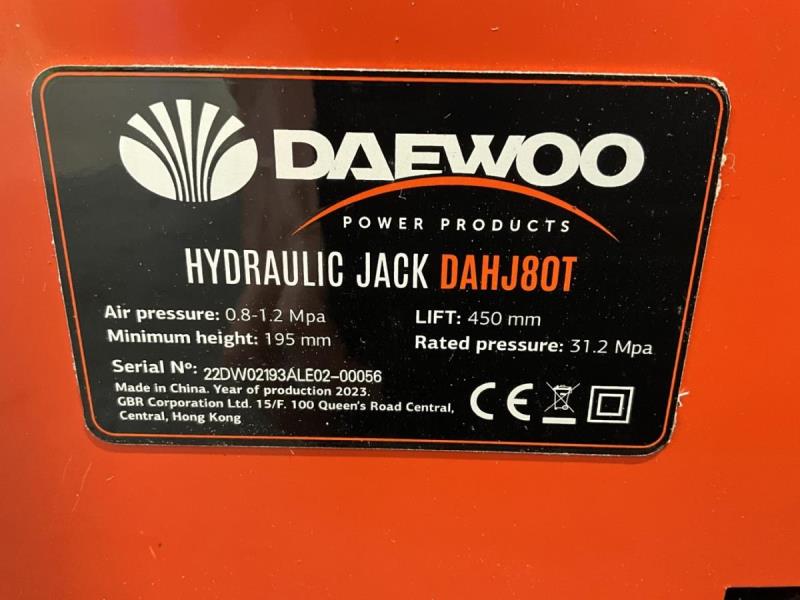 DAEWOO
POWER PRODUCTS
HYDRAULIC JACK DAHJ80T
Air pressure: 0.8-1.2 Mpa
Minimum height: 195 mm
LIFT: 450 mm
Rated pressure: 31.2 Mpa
Serial Nº: 22DW02193ALE02-00056
Made in China. Year of production 2023.
GBR Corporation Ltd. 15/F. 100 Queen's Road Central,
Central, Hong Kong
CE